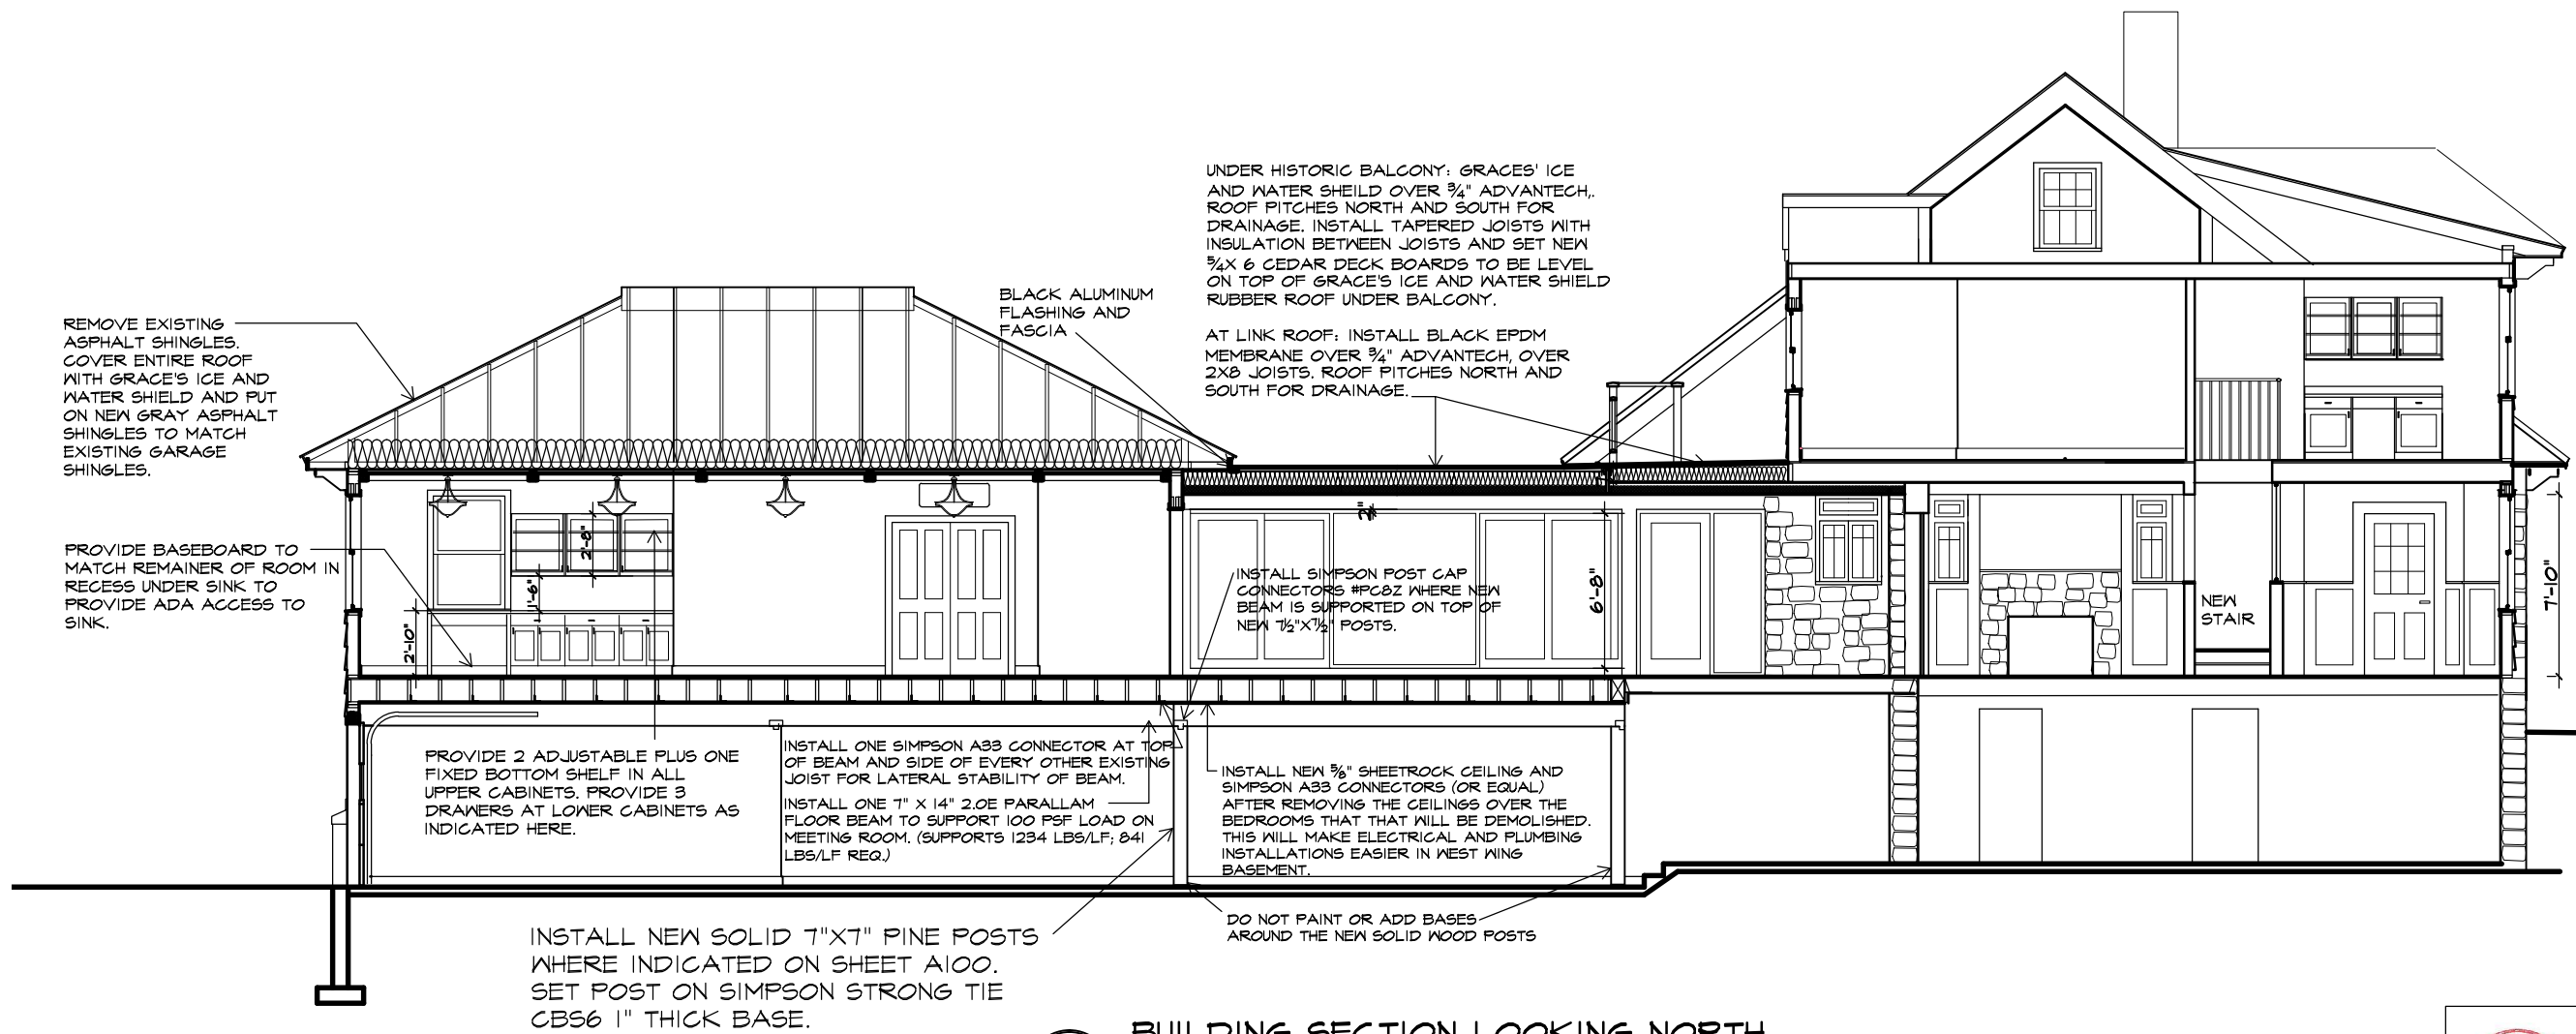 UNDER HISTORIC BALCONY: GRACES' ICE
AND WATER SHEILD OVER ¾" ADVANTECH,.
ROOF PITCHES NORTH AND SOUTH FOR
DRAINAGE. INSTALL TAPERED JOISTS WITH
INSULATION BETWEEN JOISTS AND SET NEW
5/4X 6 CEDAR DECK BOARDS TO BE LEVEL
ON TOP OF GRACE'S ICE AND WATER SHIELD
RUBBER ROOF UNDER BALCONY.
AT LINK ROOF: INSTALL BLACK EPDM
MEMBRANE OVER ¾" ADVANTECH, OVER
2X8 JOISTS. ROOF PITCHES NORTH AND
SOUTH FOR DRAINAGE.
BLACK ALUMINUM
FLASHING AND
FASCIA
REMOVE EXISTING
ASPHALT SHINGLES.
COVER ENTIRE ROOF
WITH GRACE'S ICE AND
WATER SHIELD AND PUT
ON NEW GRAY ASPHALT
SHINGLES TO MATCH
EXISTING GARAGE
SHINGLES.
PROVIDE BASEBOARD TO
MATCH REMAINER OF ROOM IN
RECESS UNDER SINK TO
PROVIDE ADA ACCESS TO
SINK.
2'-10"
1'-6"
2'-8"
2"
INSTALL SIMPSON POST CAP
CONNECTORS #PC8Z WHERE NEW
BEAM IS SUPPORTED ON TOP OF
NEW 7½"X7½" POSTS.
6'-8"
NEW
STAIR
7'-10"
PROVIDE 2 ADJUSTABLE PLUS ONE
FIXED BOTTOM SHELF IN ALL
UPPER CABINETS. PROVIDE 3
DRAWERS AT LOWER CABINETS AS
INDICATED HERE.
INSTALL ONE SIMPSON A33 CONNECTOR AT TOP
OF BEAM AND SIDE OF EVERY OTHER EXISTING
JOIST FOR LATERAL STABILITY OF BEAM.
INSTALL ONE 7" X 14" 2.0E PARALLAM
FLOOR BEAM TO SUPPORT 100 PSF LOAD ON
MEETING ROOM. (SUPPORTS 1234 LBS/LF; 841
LBS/LF REQ.)
INSTALL NEW ⅝" SHEETROCK CEILING AND
SIMPSON A33 CONNECTORS (OR EQUAL)
AFTER REMOVING THE CEILINGS OVER THE
BEDROOMS THAT THAT WILL BE DEMOLISHED.
THIS WILL MAKE ELECTRICAL AND PLUMBING
INSTALLATIONS EASIER IN WEST WING
BASEMENT.
DO NOT PAINT OR ADD BASES
AROUND THE NEW SOLID WOOD POSTS
INSTALL NEW SOLID 7"X7" PINE POSTS
WHERE INDICATED ON SHEET A100.
SET POST ON SIMPSON STRONG TIE
CBS6 1" THICK BASE.
BUILDING SECTION LOOKING NORTH